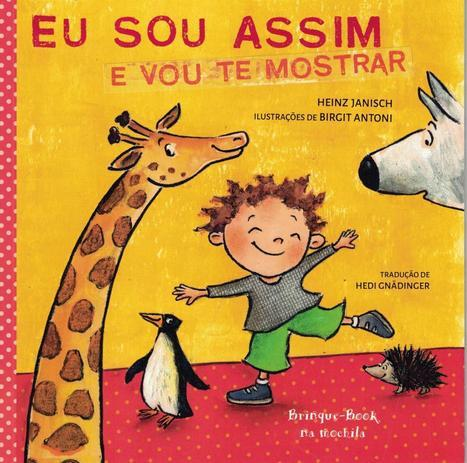 EU SOU ASSIM
E VOU TE MOSTRAR
HEINZ JANISCH
ILUSTRAÇÕES DE BIRGIT ANTONI
TRADUÇÃO DE
HEDI GNÄDINGER
Brinque-Book
na mochila